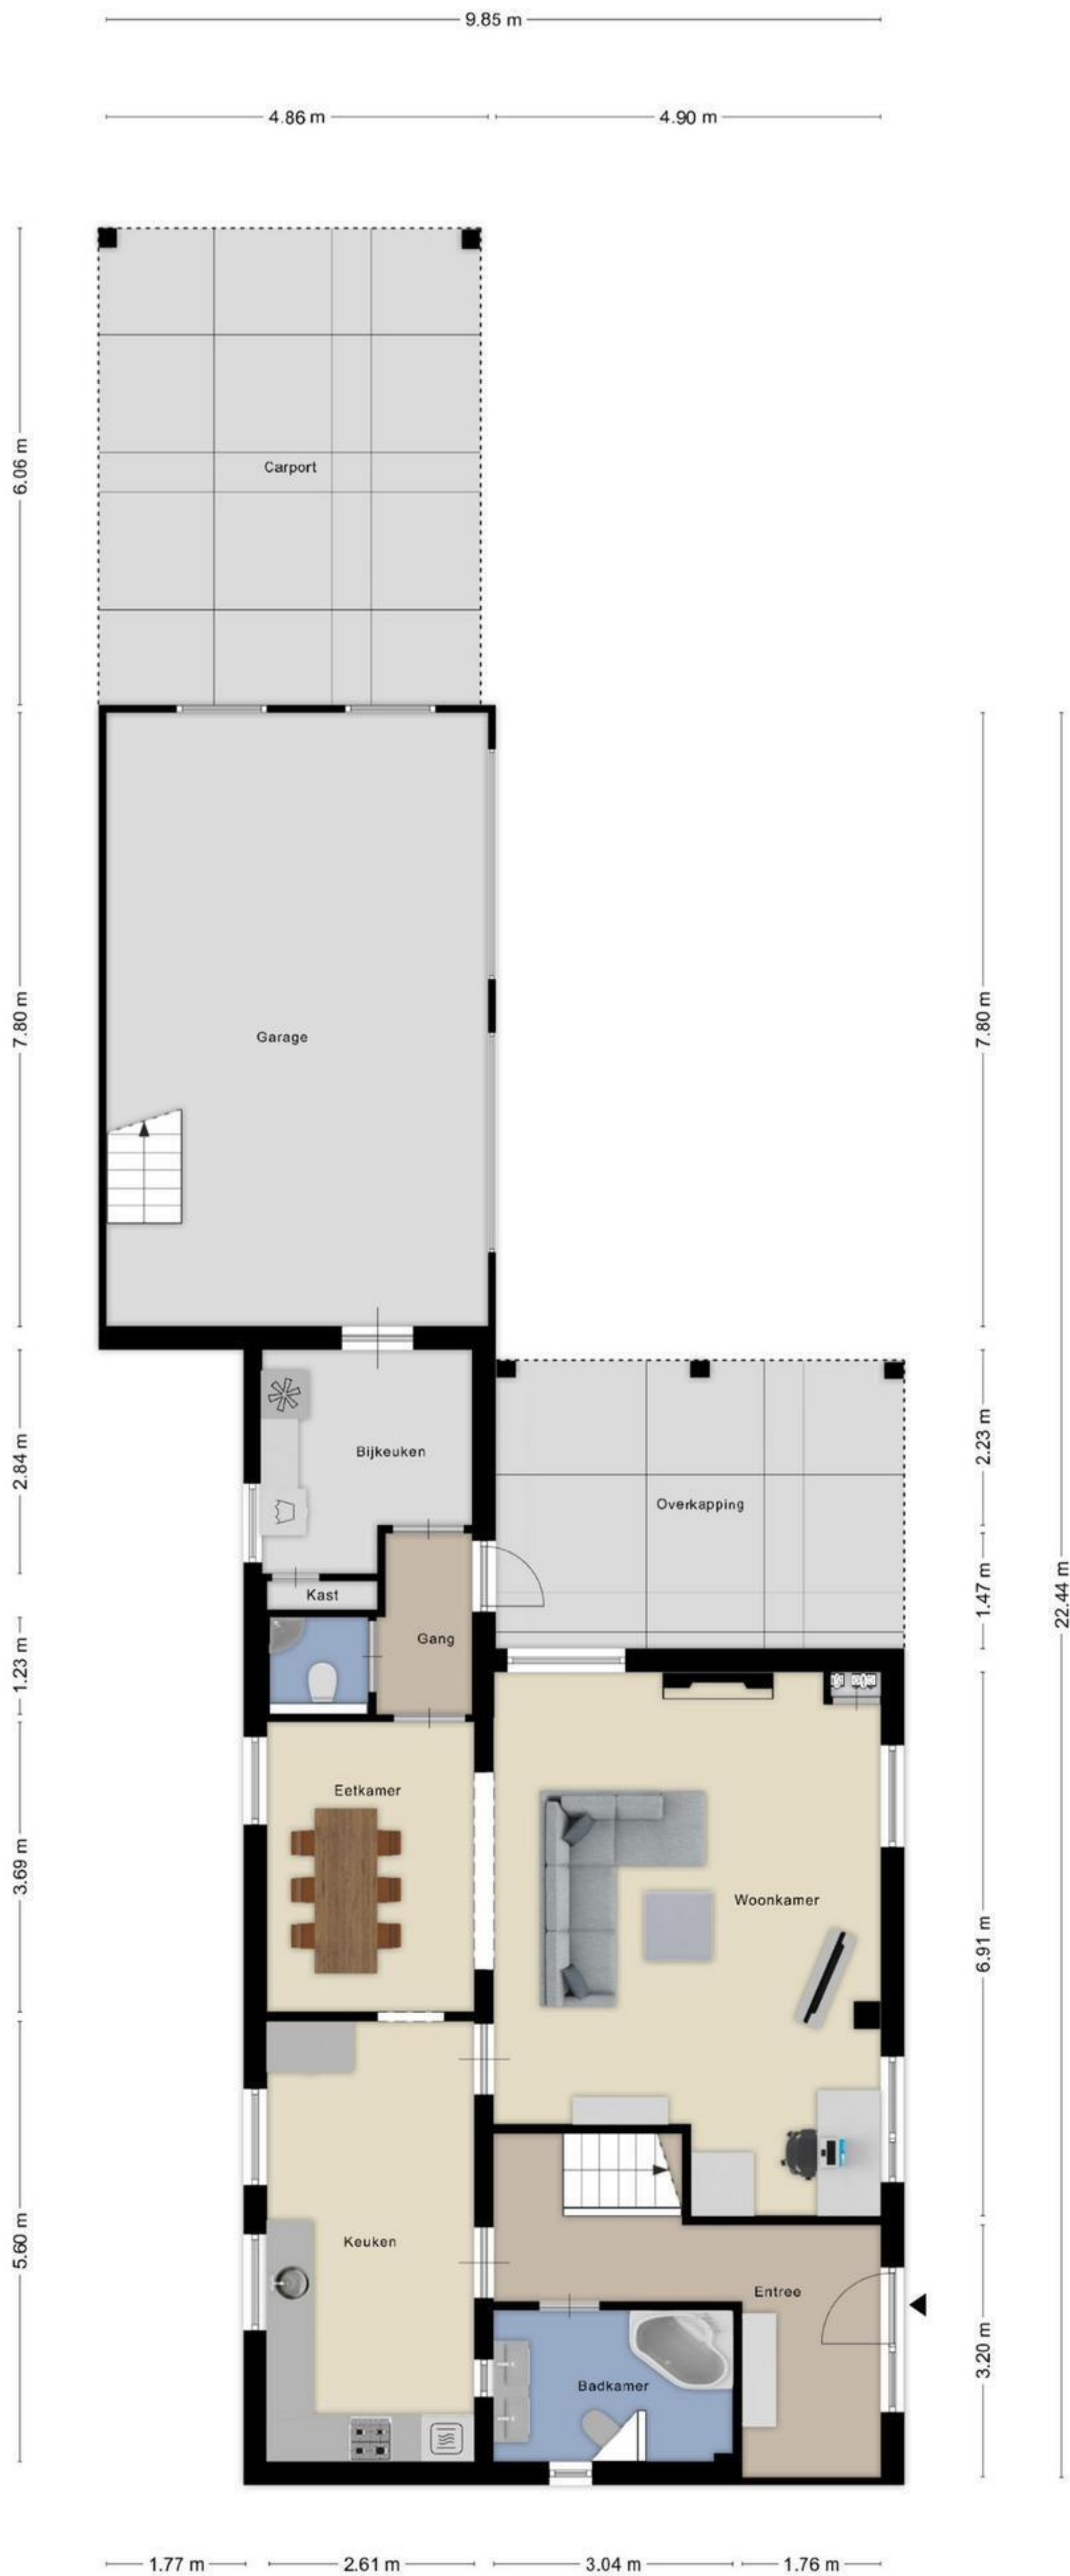 9.85 m
4.86 m
4.90 m
6.06 m
Carport
7.80 m
7.80 m
Garage
2.84 m
Bijkeuken
2.23 m
Overkapping
1.47 m
22.44 m
Kast
1.23 m
Gang
Eetkamer
3.69 m
Woonkamer
6.91 m
5.60 m
Keuken
Entree
3.20 m
Badkamer
1.77 m
2.61 m
3.04 m
1.76 m